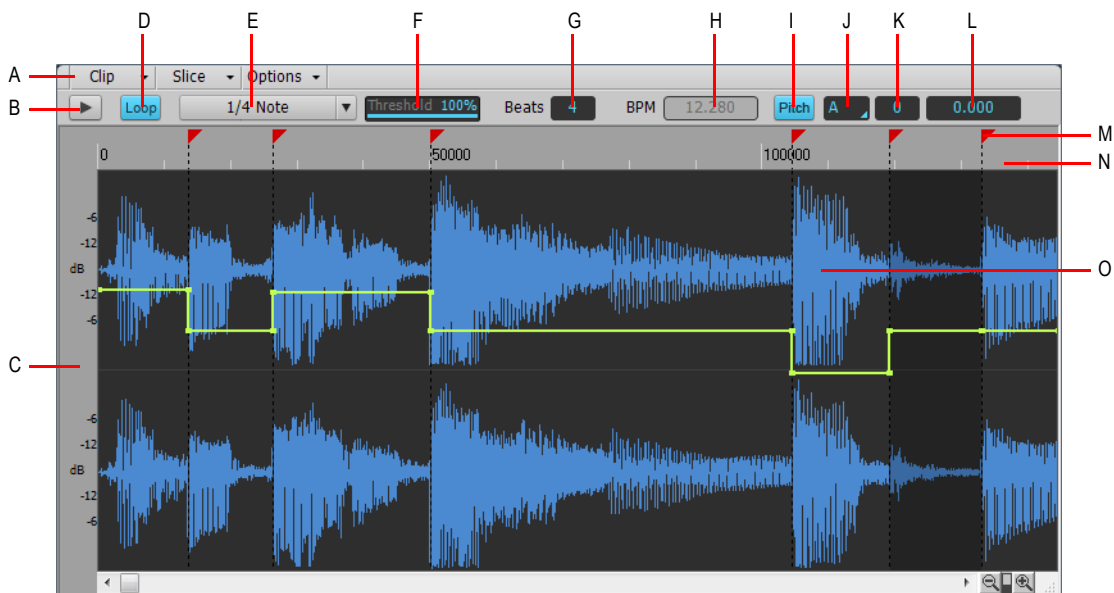 D E F G H I J K L
A Clip Slice Options
B Loop 1/4 Note Threshold 100% Beats 4 BPM 12.280 Pitch A 0 0.000
M
0 50000 100000 N
-6
-12
dB O
-12
-6
C
-6
-12
dB
-12
-6